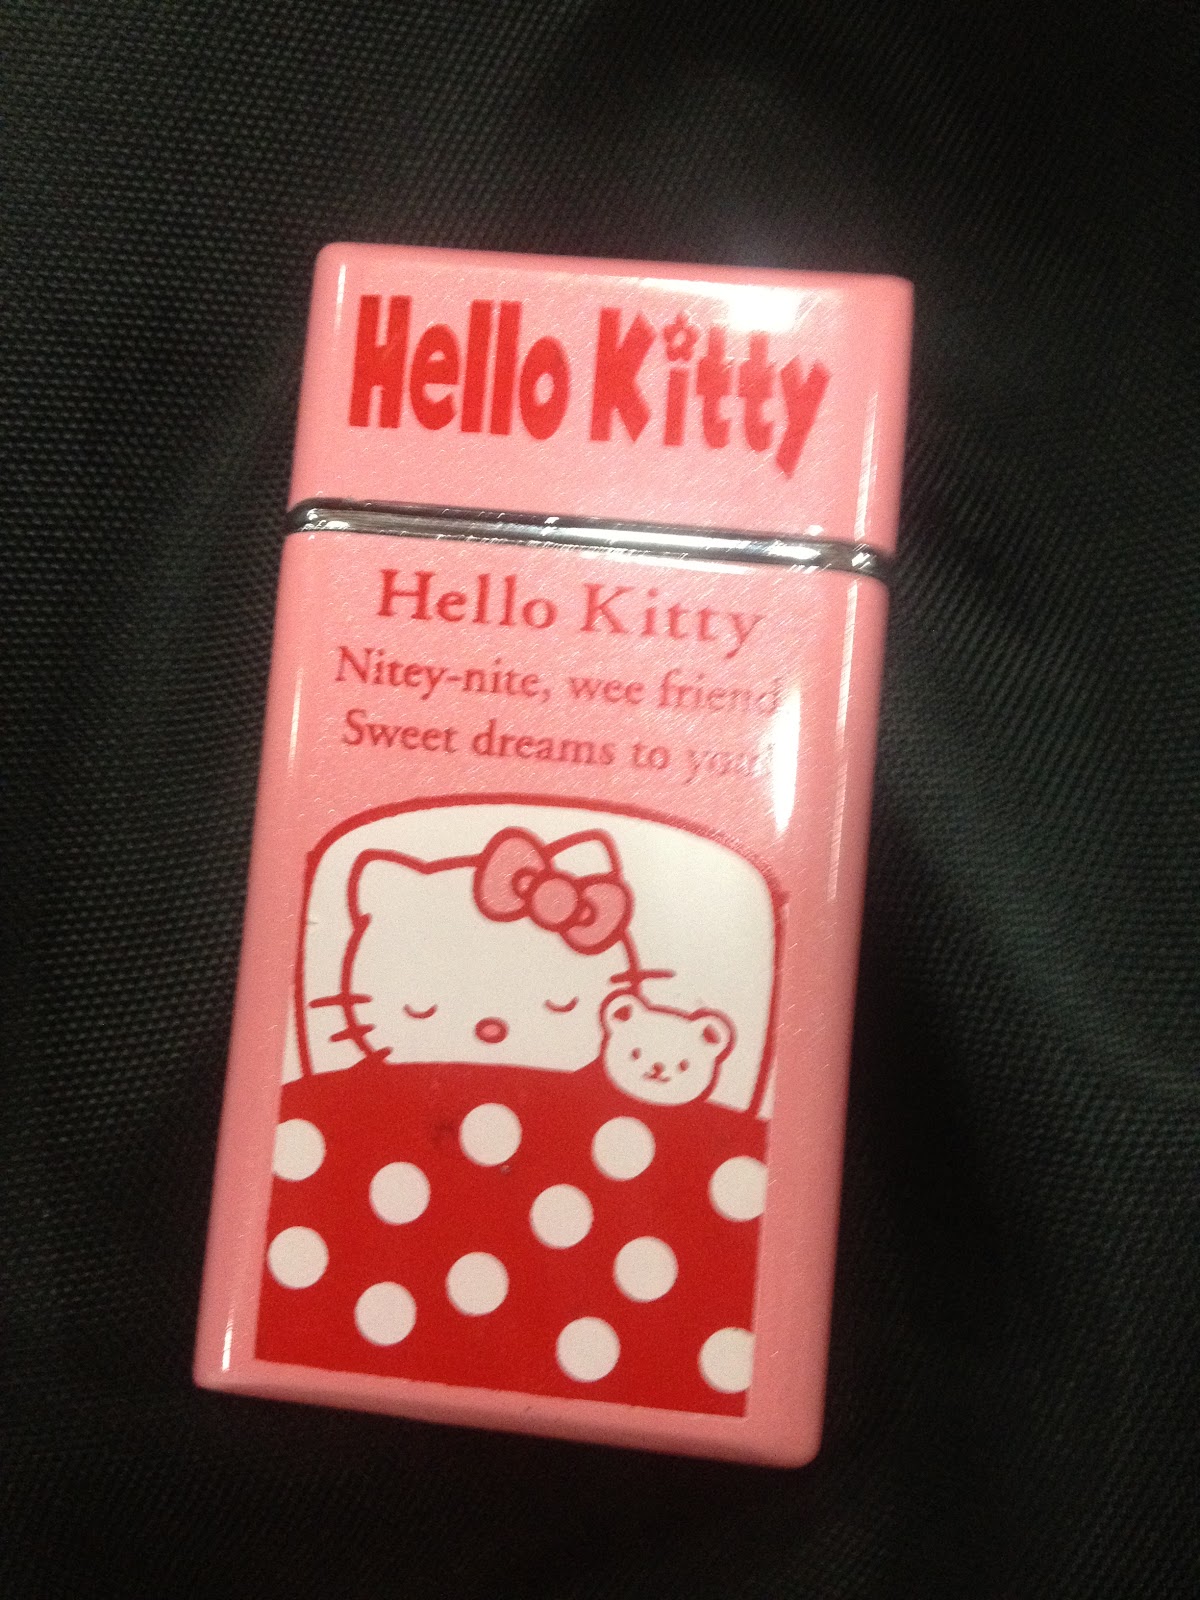 Hello Kitty
Hello Kitty
Nitey-nite, wee friend
Sweet dreams to you